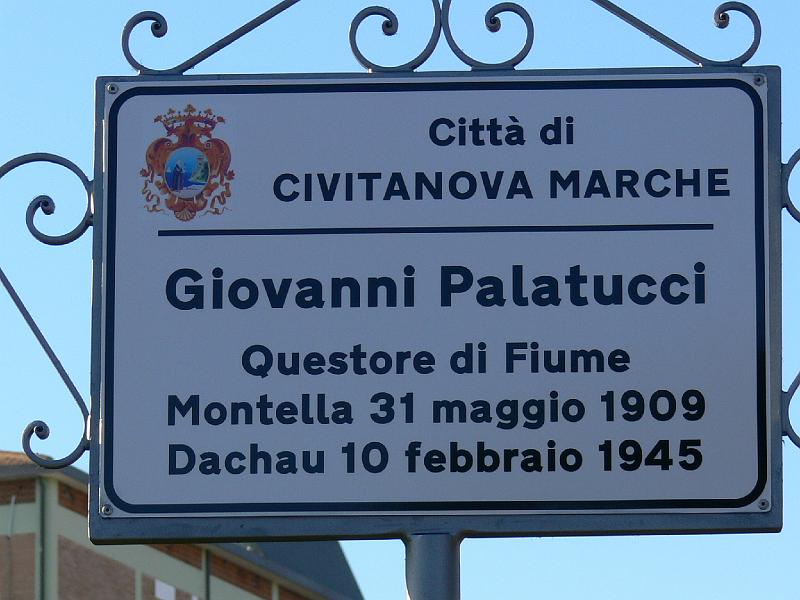 Città di
CIVITANOVA MARCHE
Giovanni Palatucci
Questore di Fiume
Montella 31 maggio 1909
Dachau 10 febbraio 1945